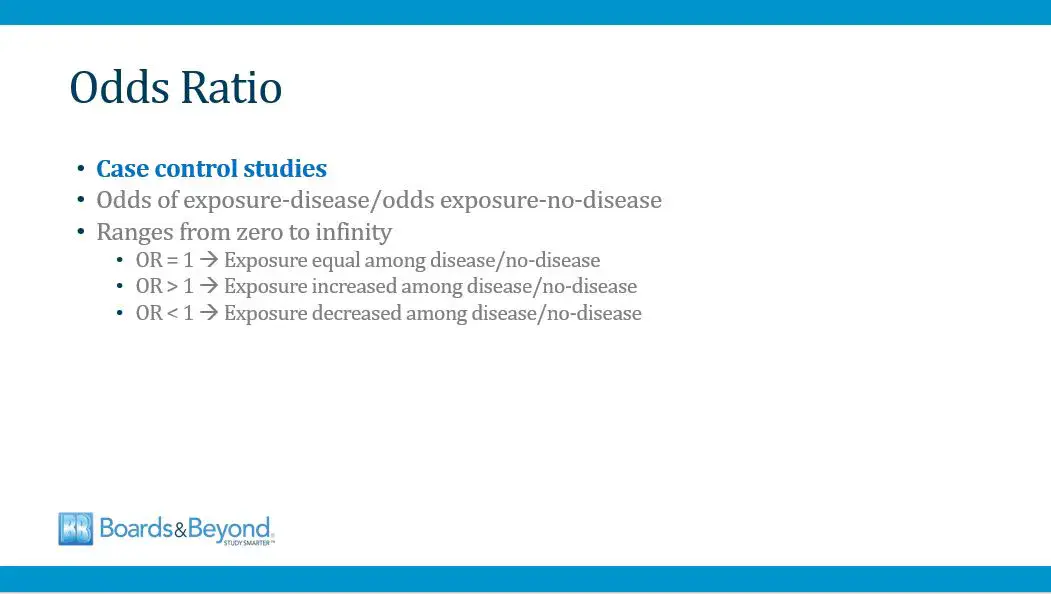 Odds Ratio
• Case control studies
• Odds of exposure-disease/odds exposure-no-disease
• Ranges from zero to infinity
• OR = 1 → Exposure equal among disease/no-disease
• OR > 1 → Exposure increased among disease/no-disease
• OR < 1 → Exposure decreased among disease/no-disease
BB Boards&Beyond®
STUDY SMARTER™